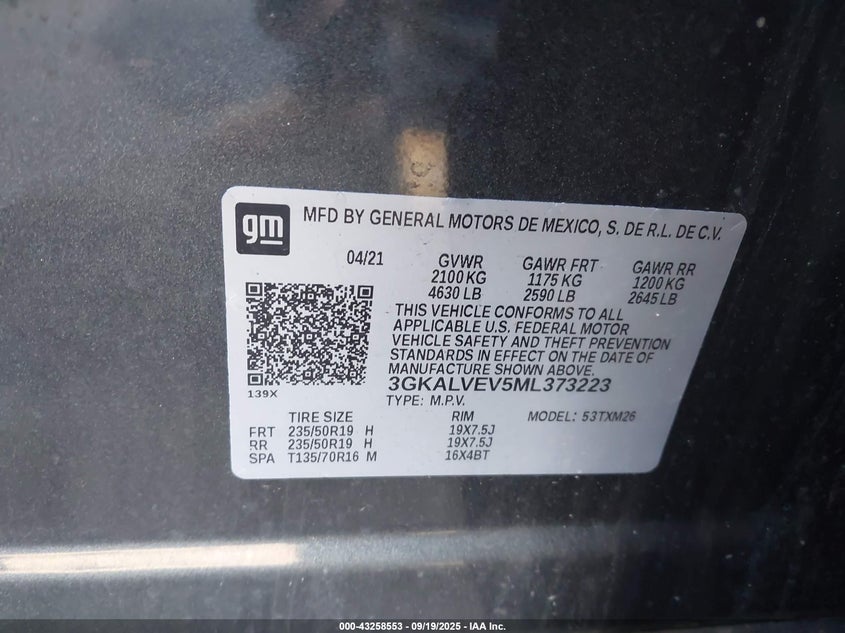 gm MFD BY GENERAL MOTORS DE MEXICO, S. DE R.L. DE C.V.
04/21 GVWR GAWR FRT GAWR RR
2100 KG 1175 KG 1200 KG
4630 LB 2590 LB 2645 LB
THIS VEHICLE CONFORMS TO ALL
APPLICABLE U.S. FEDERAL MOTOR
VEHICLE SAFETY AND THEFT PREVENTION
STANDARDS IN EFFECT ON THE DATE OF
MANUFACTURE SHOWN ABOVE.
3GKALVEV5ML373223
139X
TYPE: M.P.V.
TIRE SIZE RIM MODEL: 53TXM26
FRT 235/50R19 H 19X7.5J
RR 235/50R19 H 19X7.5J
SPA T135/70R16 M 16X4BT
000-43258553 - 09/19/2025 - IAA Inc.